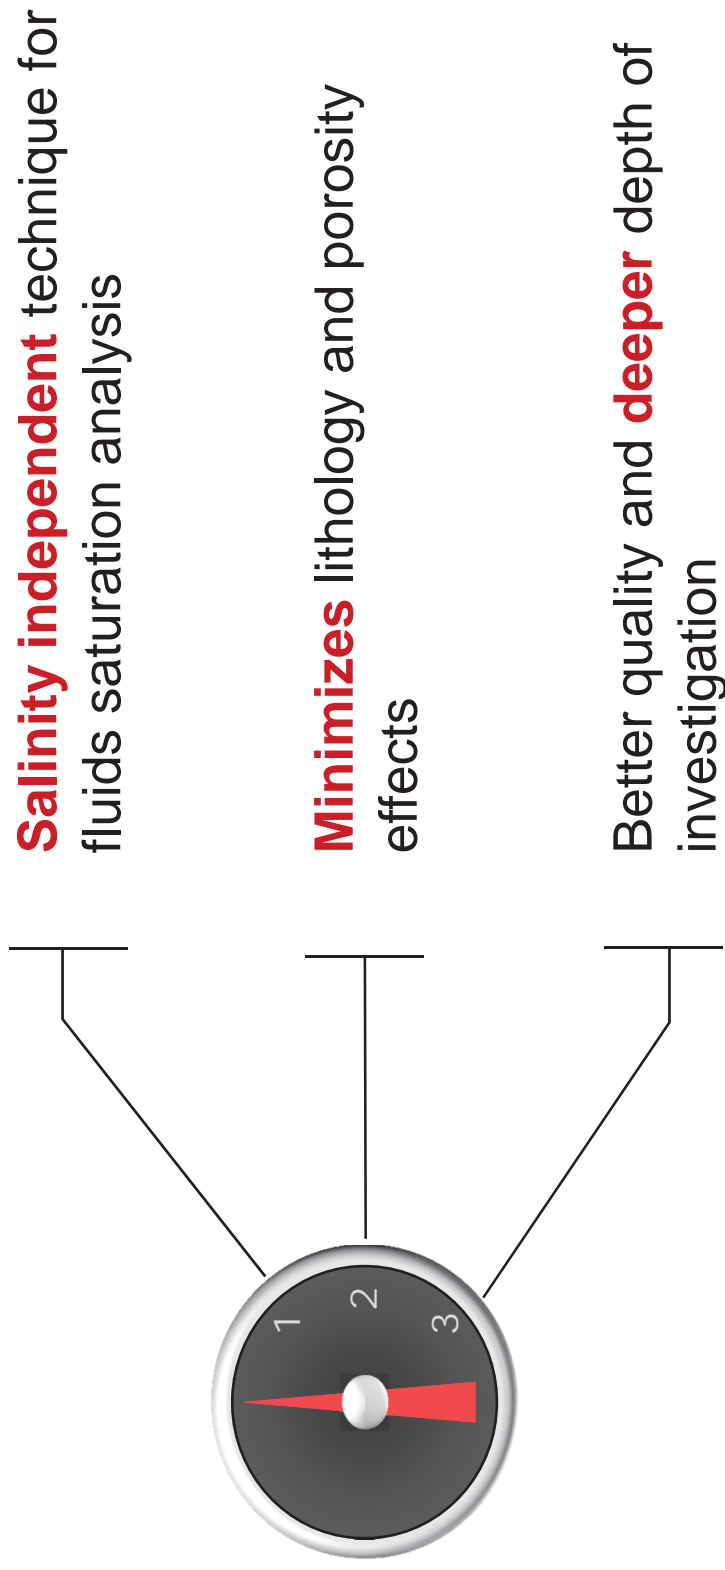 Salinity independent technique for
fluids saturation analysis
Minimizes lithology and porosity
effects
Better quality and deeper depth of
investigation
1
2
3